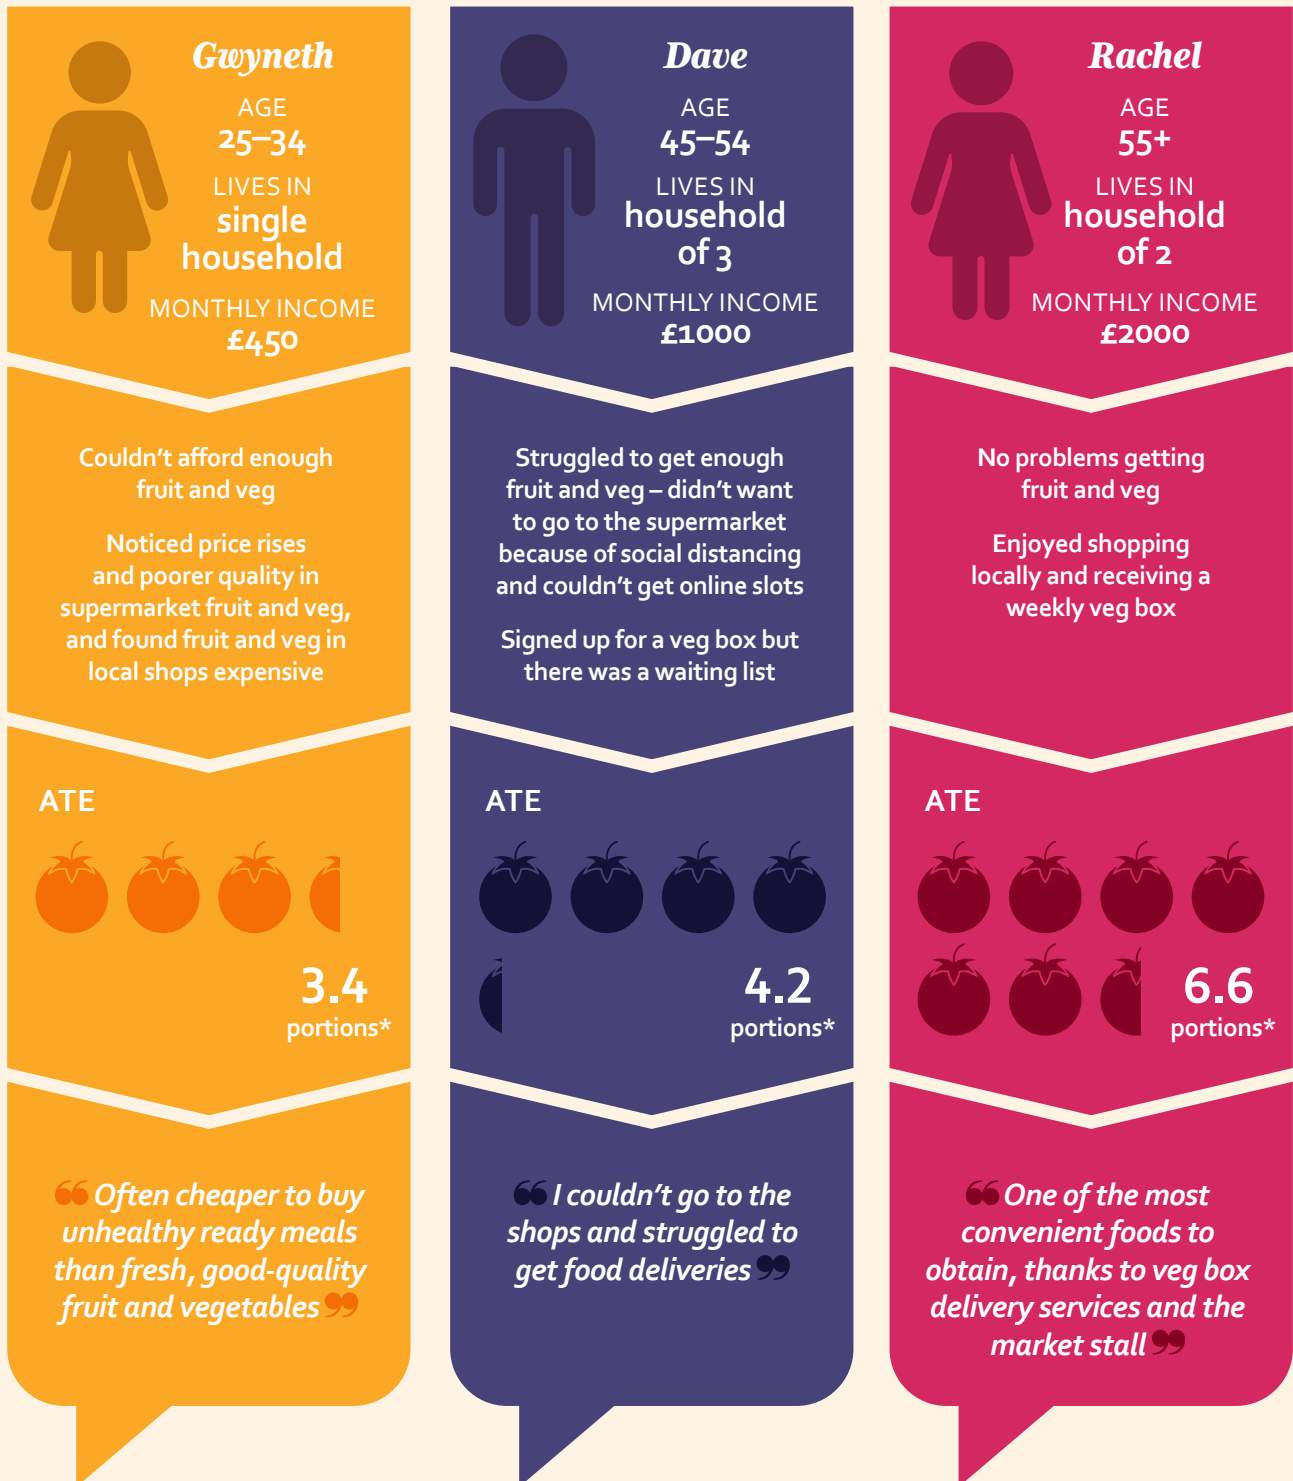 Gwyneth
AGE
25–34
LIVES IN
single
household
MONTHLY INCOME
£450
Couldn't afford enough
fruit and veg
Noticed price rises
and poorer quality in
supermarket fruit and veg,
and found fruit and veg in
local shops expensive
ATE
3.4
portions*
“Often cheaper to buy
unhealthy ready meals
than fresh, good-quality
fruit and vegetables”
Dave
AGE
45–54
LIVES IN
household
of 3
MONTHLY INCOME
£1000
Struggled to get enough
fruit and veg – didn't want
to go to the supermarket
because of social distancing
and couldn't get online slots
Signed up for a veg box but
there was a waiting list
ATE
4.2
portions*
“I couldn't go to the
shops and struggled to
get food deliveries”
Rachel
AGE
55+
LIVES IN
household
of 2
MONTHLY INCOME
£2000
No problems getting
fruit and veg
Enjoyed shopping
locally and receiving a
weekly veg box
ATE
6.6
portions*
“One of the most
convenient foods to
obtain, thanks to veg box
delivery services and the
market stall”